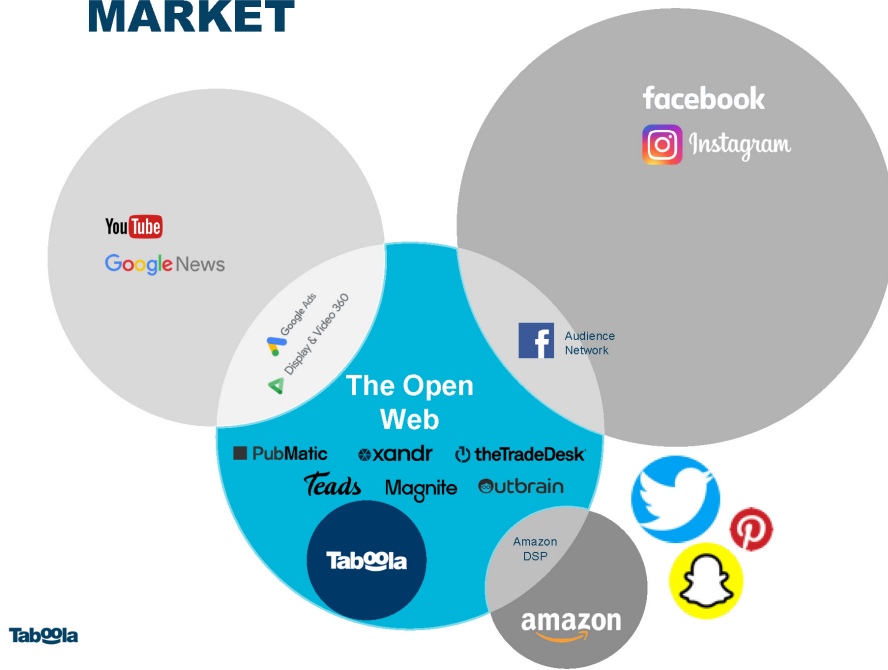 MARKET
facebook
Instagram
YouTube
Google News
Google Ads
Display & Video 360
f
Audience
Network
The Open
Web
PubMatic
xandr
theTradeDesk
Teads
Magnite
Outbrain
Taboola
Amazon
DSP
amazon
Taboola